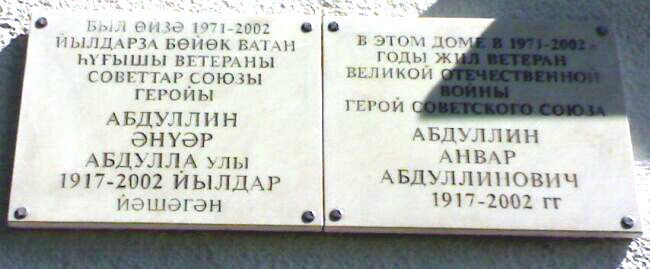 БЫЛ ӨЙҘӘ 1971-2002
ЙЫЛДАРҘА БӨЙӨК ВАТАН
ҺУҒЫШЫ ВЕТЕРАНЫ
СОВЕТТАР СОЮЗЫ
ГЕРОЙЫ
АБДУЛЛИН
ӘНҮӘР
АБДУЛЛА УЛЫ
1917-2002 ЙЫЛДАР
ЙӘШӘГӘН
В ЭТОМ ДОМЕ В 1971-2002 -
ГОДЫ ЖИЛ ВЕТЕРАН
ВЕЛИКОЙ ОТЕЧЕСТВЕННОЙ
ВОЙНЫ
ГЕРОЙ СОВЕТСКОГО СОЮЗА
АБДУЛЛИН
АНВАР
АБДУЛЛИНОВИЧ
1917-2002 ГГ